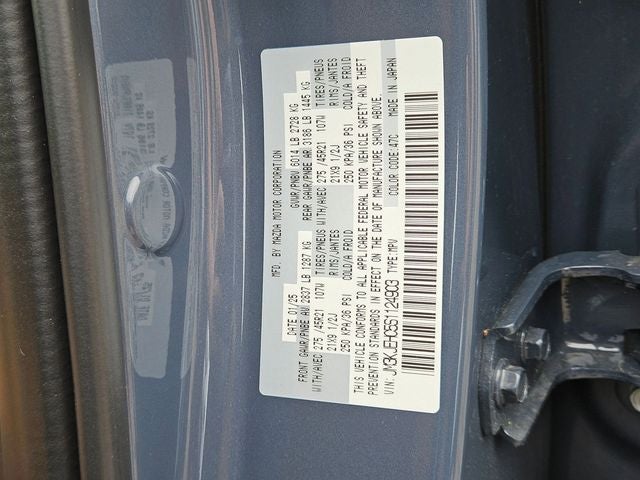 MFD. BY MAZDA MOTOR CORPORATION
DATE 01/25 GVWR/PNBV 6014 LB 2728 KG
FRONT GAWR/PNBE AV 2837 LB 1287 KG REAR GAWR/PNBE AR 3186 LB 1445 KG
WITH/AVEC 275 /45R21 107W TIRES/PNEUS WITH/AVEC 275 /45R21 107W TIRES/PNEUS
21X9 1/2J RIMS/JANTES 21X9 1/2J RIMS/JANTES
250 KPA/36 PSI COLD/A FROID 250 KPA/36 PSI COLD/A FROID
THIS VEHICLE CONFORMS TO ALL APPLICABLE FEDERAL MOTOR VEHICLE SAFETY AND THEFT
PREVENTION STANDARDS IN EFFECT ON THE DATE OF MANUFACTURE SHOWN ABOVE.
VIN: TYPE:MPV COLOR CODE:47C MADE IN JAPAN